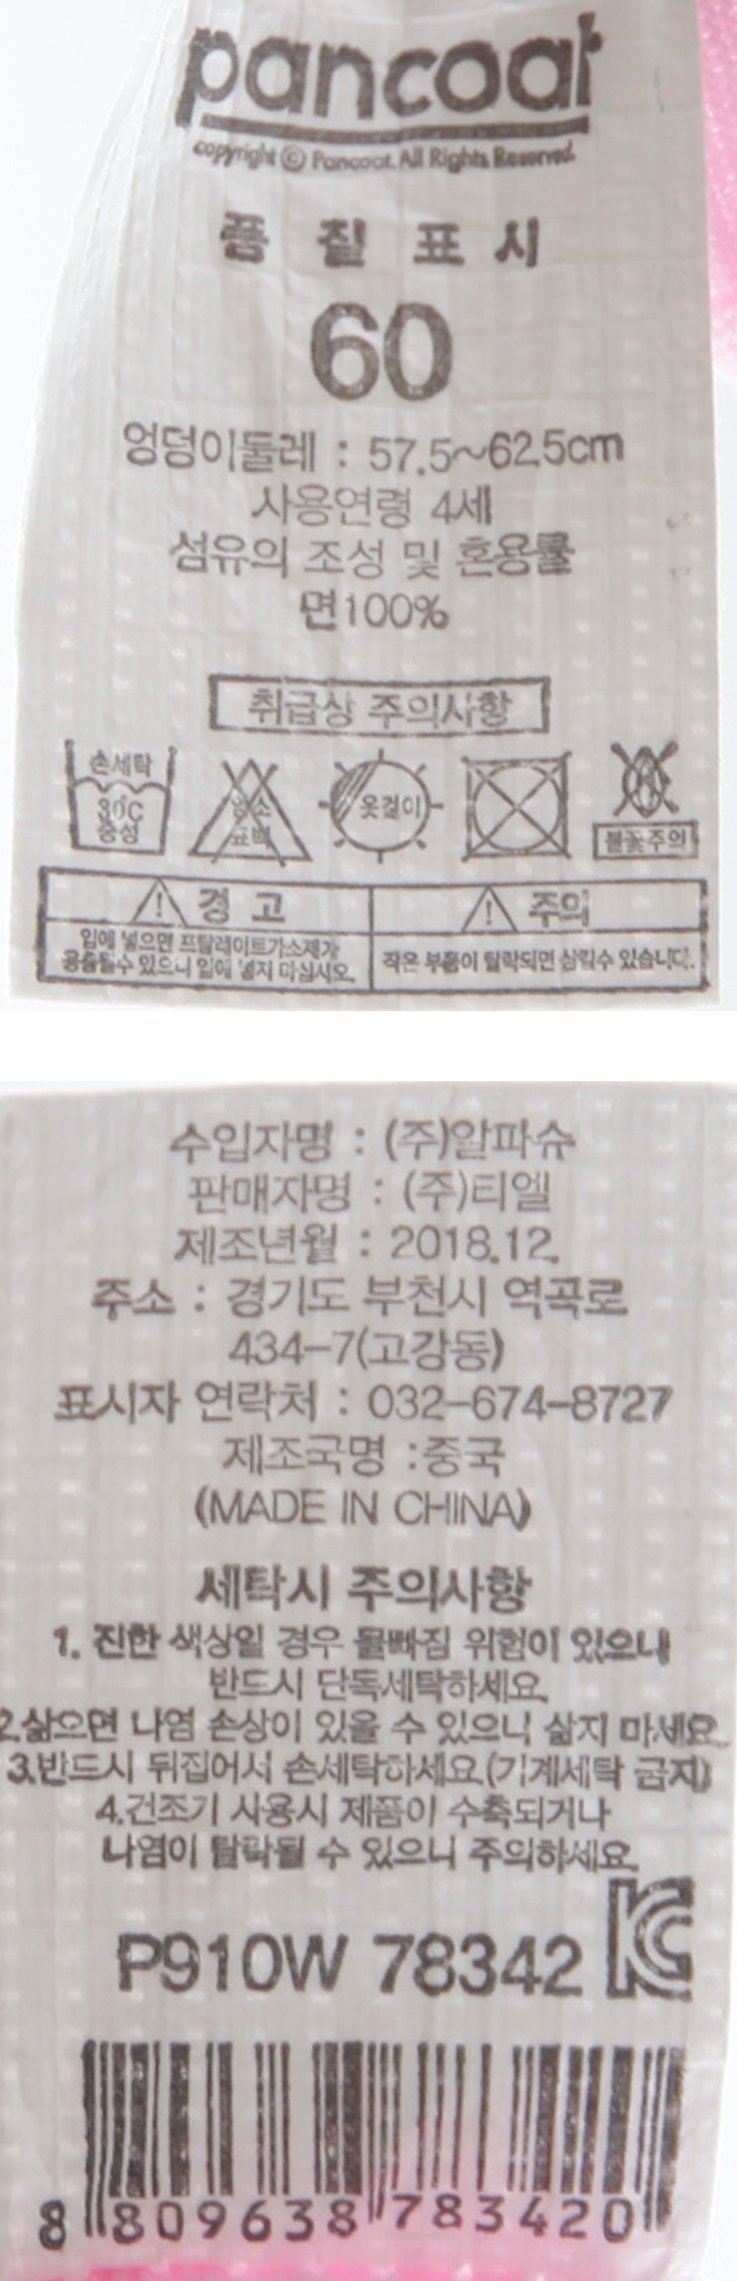 pancoat
copyright ⓒ Pancoat. All Rights Reserved.
품 질 표 시
60
엉덩이둘레 : 57.5~62.5cm
사용연령 4세
섬유의 조성 및 혼용률
면100%
취급상 주의사항
손세탁
30°C
중성
염소
표백
옷걸이
불꽃주의
경 고
주의
입에 넣으면 프탈레이트가소제가
용출될수 있으니 입에 넣지 마십시오.
작은 부품이 탈락되면 삼킬수 있습니다.
수입자명 : (주)알파슈
판매자명 : (주)티엘
제조년월 : 2018.12.
주소 : 경기도 부천시 역곡로
434-7(고강동)
표시자 연락처 : 032-674-8727
제조국명 :중국
(MADE IN CHINA)
세탁시 주의사항
1. 진한 색상일 경우 물빠짐 위험이 있으니
반드시 단독세탁하세요.
2.삶으면 나염 손상이 있을 수 있으니 삶지 마세요.
3.반드시 뒤집어서 손세탁하세요.(기계세탁 금지)
4.건조기 사용시 제품이 수축되거나
나염이 탈락될 수 있으니 주의하세요.
P910W 78342
8 809638 783420